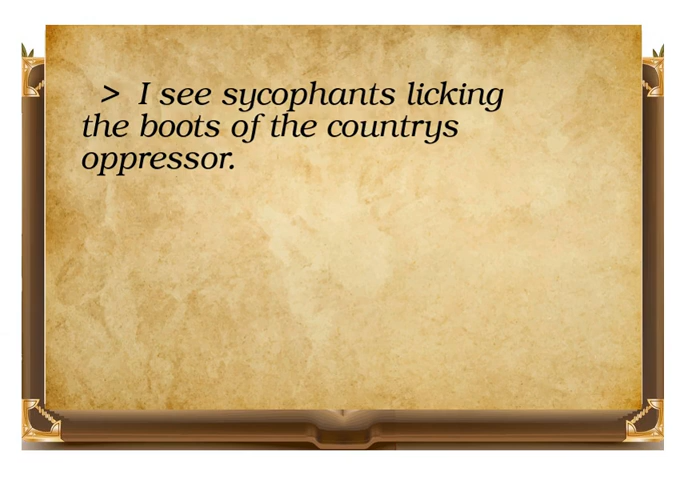 > I see sycophants licking
the boots of the countrys
oppressor.